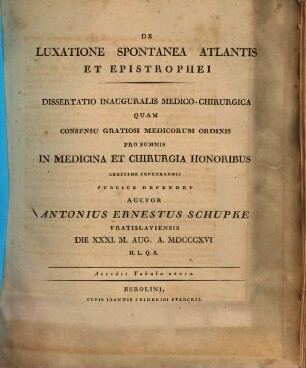 DE
LUXATIONE SPONTANEA ATLANTIS
ET EPISTROPHEI
DISSERTATIO INAUGURALIS MEDICO-CHIRURGICA
QUAM
CONSENSU GRATIOSI MEDICORUM ORDINIS
PRO SUMMIS
IN MEDICINA ET CHIRURGIA HONORIBUS
LEGITIME IMPETRANDIS
PUBLICE DEFENDET
AUCTOR
ANTONIUS ERNESTUS SCHUPKE
VRATISLAVIENSIS
DIE XXXI. M. AUG. A. MDCCCXVI
H. L. Q. S.
Accedit Tabula aenea.
BEROLINI,
TYPIS IOANNIS FRIDERICI STARCKII.